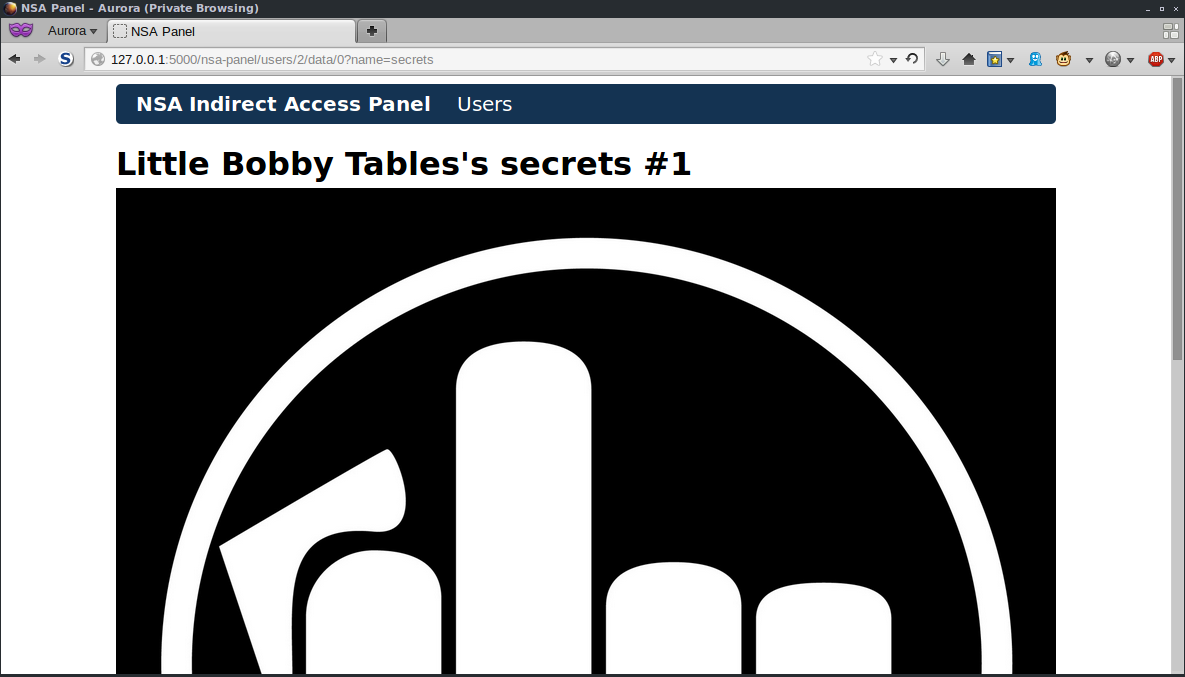 NSA Panel - Aurora (Private Browsing)
Aurora
NSA Panel
127.0.0.1:5000/nsa-panel/users/2/data/0?name=secrets
S
ABP
NSA Indirect Access Panel Users
Little Bobby Tables's secrets #1